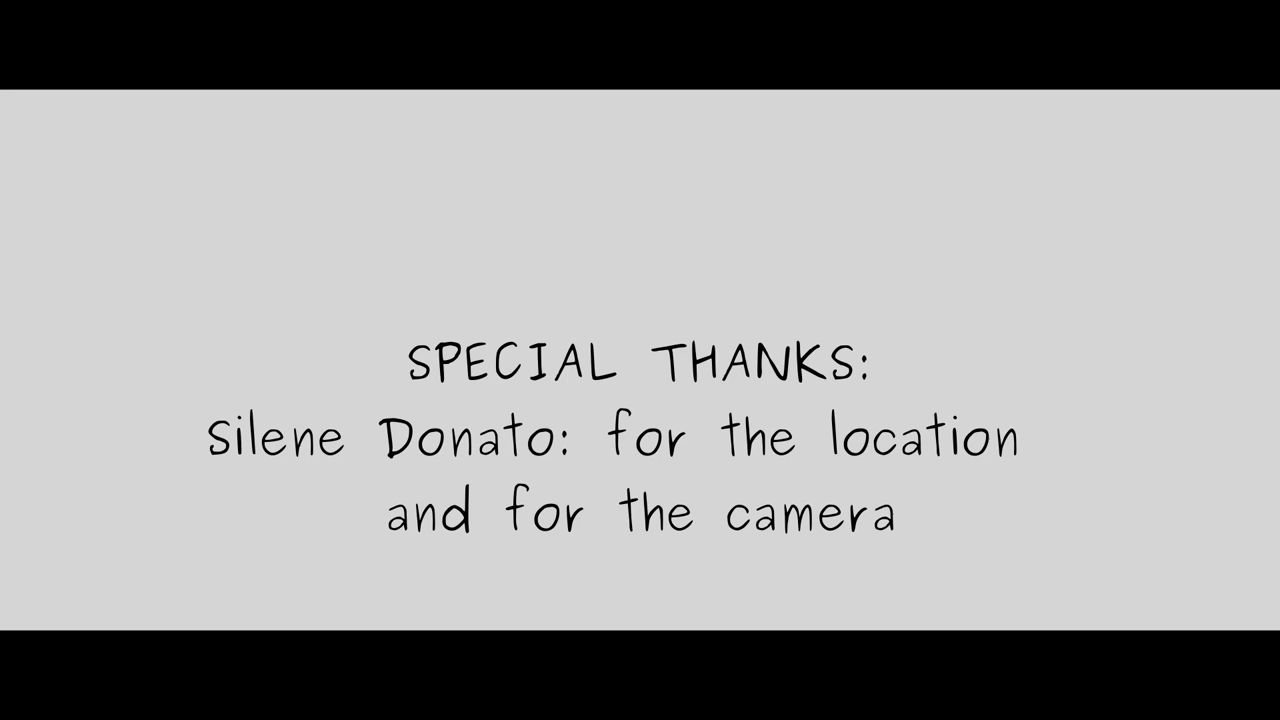 SPECIAL THANKS:
Silene Donato: for the location
and for the camera